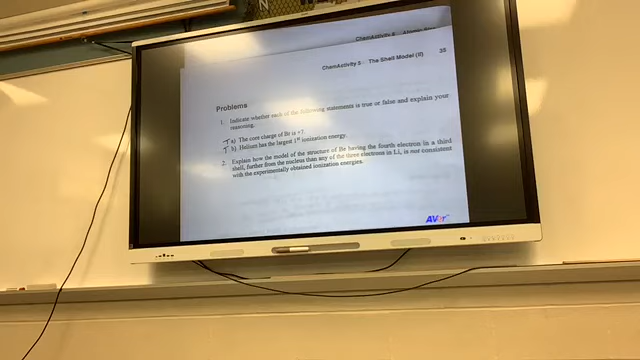 ChemActivity 5 The Shell Model (II) 35
Problems
1. Indicate whether each of the following statements is true or false and explain your
reasoning.
T a) The core charge of Br is +7.
T b) Helium has the largest 1st ionization energy.
2. Explain how the model of the structure of Be having the fourth electron in a third
shell, further from the nucleus than any of the three electrons in Li, is not consistent
with the experimentally obtained ionization energies.